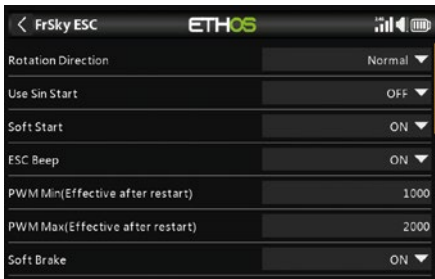 FrSky ESC ETHOS
Rotation Direction Normal
Use Sin Start OFF
Soft Start ON
ESC Beep ON
PWM Min(Effective after restart) 1000
PWM Max(Effective after restart) 2000
Soft Brake ON